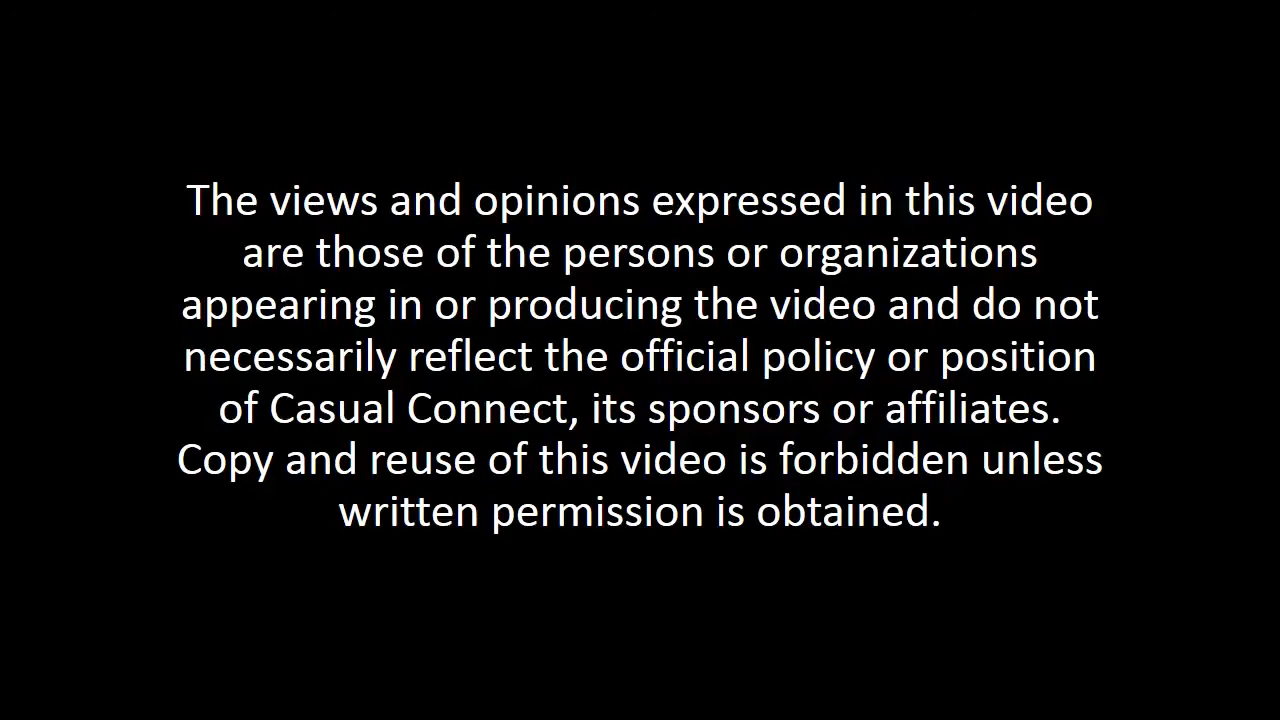 The views and opinions expressed in this video
are those of the persons or organizations
appearing in or producing the video and do not
necessarily reflect the official policy or position
of Casual Connect, its sponsors or affiliates.
Copy and reuse of this video is forbidden unless
written permission is obtained.